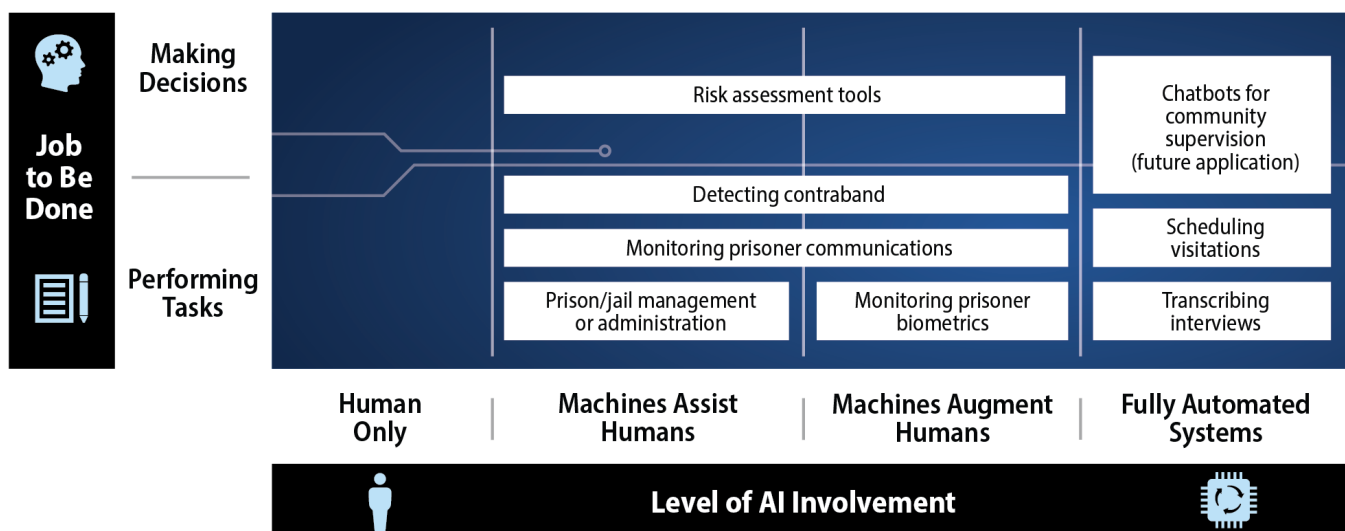 Job
to Be
Done
Making
Decisions
Performing
Tasks
Risk assessment tools
Chatbots for
community
supervision
(future application)
Detecting contraband
Monitoring prisoner communications
Scheduling
visitations
Prison/jail management
or administration
Monitoring prisoner
biometrics
Transcribing
interviews
Human
Only
Machines Assist
Humans
Machines Augment
Humans
Fully Automated
Systems
Level of AI Involvement